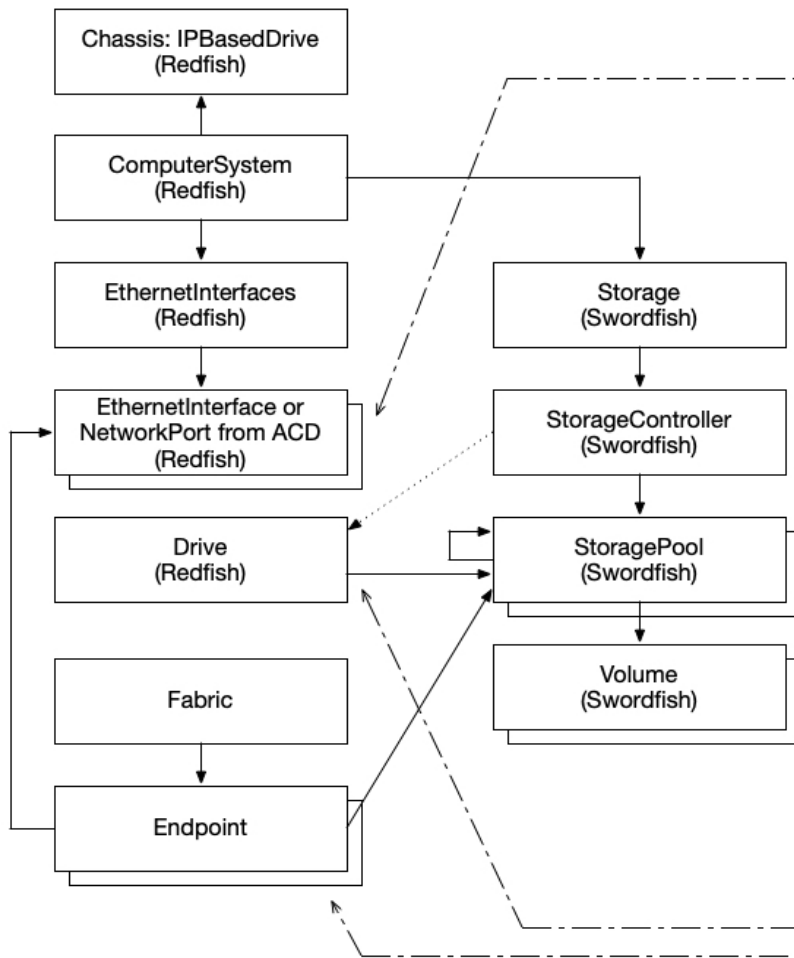 Chassis: IPBasedDrive
(Redfish)
ComputerSystem
(Redfish)
EthernetInterfaces
(Redfish)
Storage
(Swordfish)
EthernetInterface or
NetworkPort from ACD
(Redfish)
StorageController
(Swordfish)
Drive
(Redfish)
StoragePool
(Swordfish)
Fabric
Volume
(Swordfish)
Endpoint